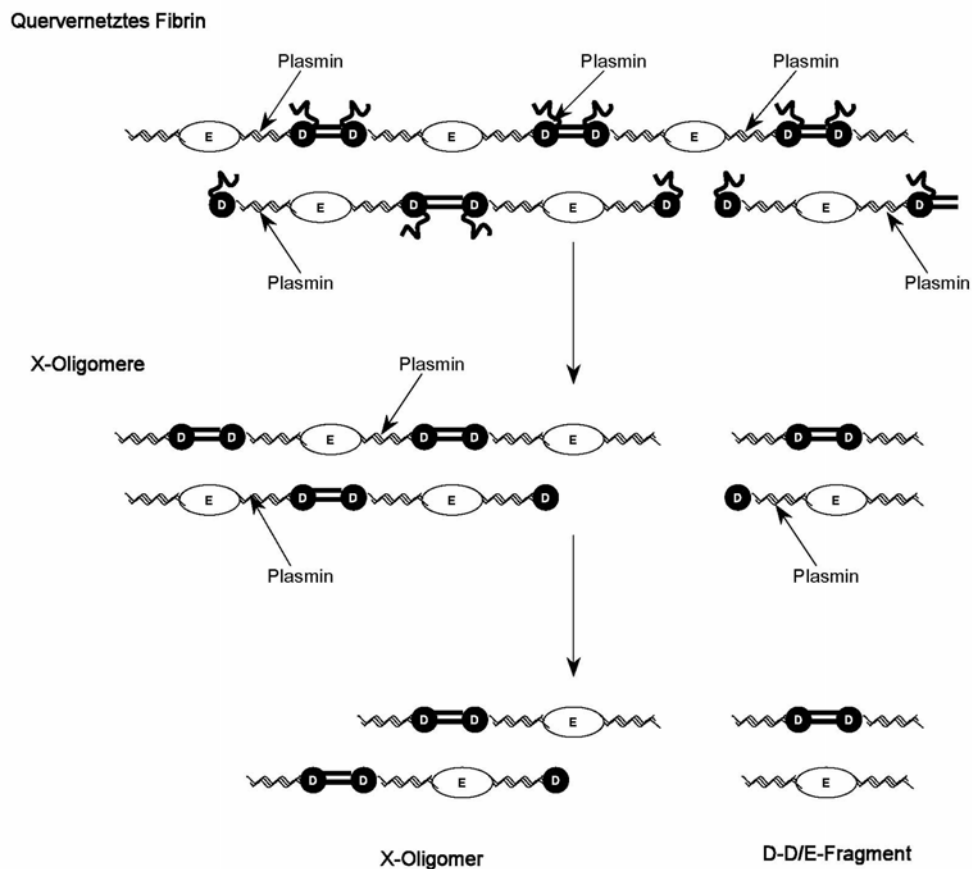 Quervernetztes Fibrin
Plasmin Plasmin Plasmin
E D D E D D E D D
D E D D E D D E D
Plasmin Plasmin
X-Oligomere
Plasmin
D D E D D E D D
E D D E D D E
Plasmin Plasmin
D D E D D
D D E D E
X-Oligomer D-D/E-Fragment